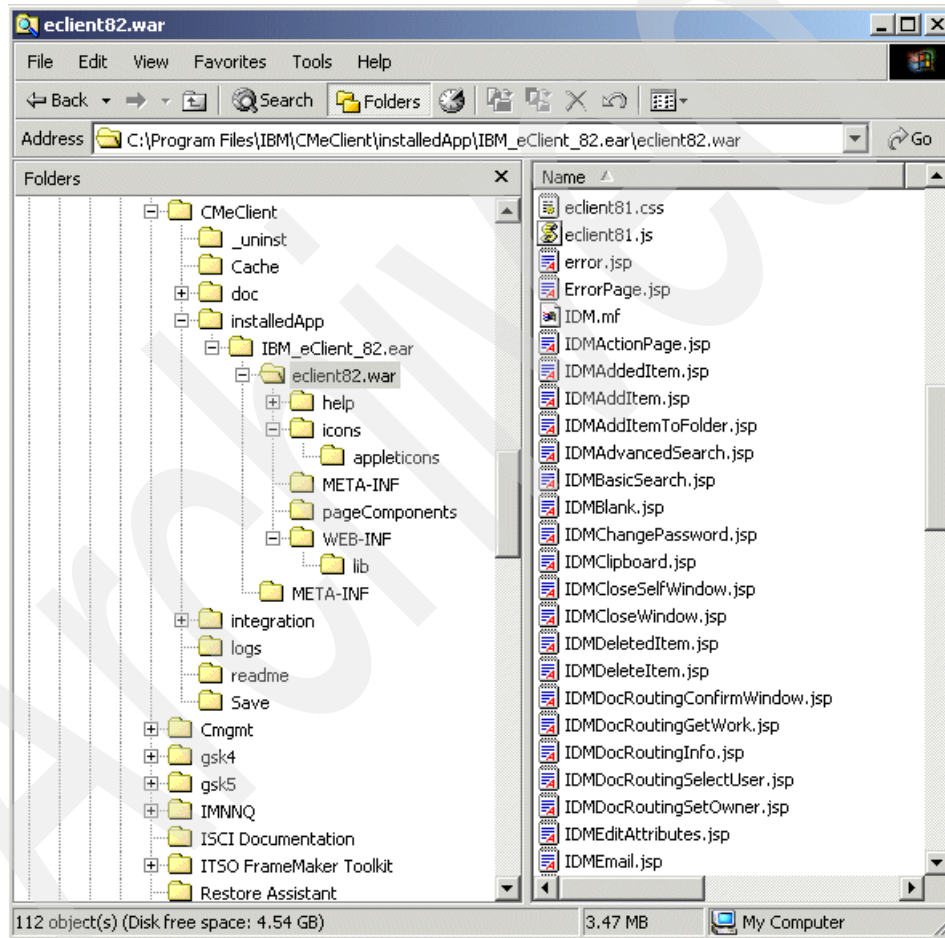 eclient82.war
File Edit View Favorites Tools Help
Back Search Folders
Address C:\Program Files\IBM\CMeClient\installedApp\IBM_eClient_82.ear\eclient82.war Go
Folders
CMeClient
_uninst
Cache
doc
installedApp
IBM_eClient_82.ear
eclient82.war
help
icons
appleticons
META-INF
pageComponents
WEB-INF
lib
META-INF
integration
logs
readme
Save
Cmgmt
gsk4
gsk5
IMNNQ
ISCI Documentation
ITSO FrameMaker Toolkit
Restore Assistant
Name
eclient81.css
eclient81.js
error.jsp
ErrorPage.jsp
IDM.mf
IDMActionPage.jsp
IDMAddedItem.jsp
IDMAddItem.jsp
IDMAddItemToFolder.jsp
IDMAdvancedSearch.jsp
IDMBasicSearch.jsp
IDMBlank.jsp
IDMChangePassword.jsp
IDMClipboard.jsp
IDMCloseSelfWindow.jsp
IDMCloseWindow.jsp
IDMDeletedItem.jsp
IDMDeleteItem.jsp
IDMDocRoutingConfirmWindow.jsp
IDMDocRoutingGetWork.jsp
IDMDocRoutingInfo.jsp
IDMDocRoutingSelectUser.jsp
IDMDocRoutingSetOwner.jsp
IDMEditAttributes.jsp
IDMEmail.jsp
112 object(s) (Disk free space: 4.54 GB) 3.47 MB My Computer